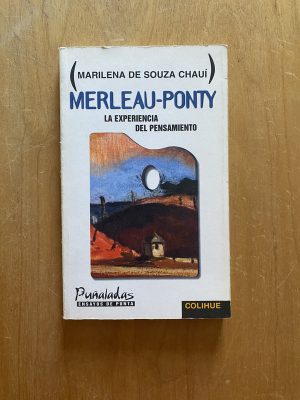 (MARILENA DE SOUZA CHAUÍ)
MERLEAU-PONTY
LA EXPERIENCIA
DEL PENSAMIENTO
Puñaladas
ENSAYOS DE PUNTA
COLIHUE